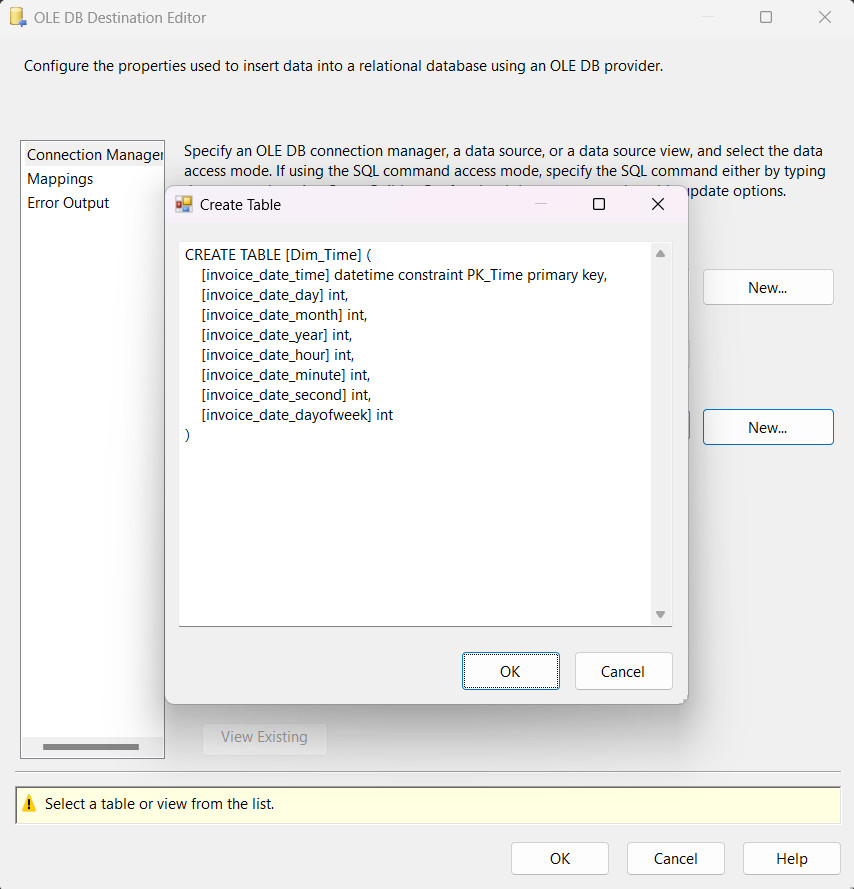 OLE DB Destination Editor
Configure the properties used to insert data into a relational database using an OLE DB provider.
Connection Manager
Mappings
Error Output
Specify an OLE DB connection manager, a data source, or a data source view, and select the data
access mode. If using the SQL command access mode, specify the SQL command either by typing
update options.
Create Table
CREATE TABLE [Dim_Time] (
[invoice_date_time] datetime constraint PK_Time primary key,
[invoice_date_day] int,
[invoice_date_month] int,
[invoice_date_year] int,
[invoice_date_hour] int,
[invoice_date_minute] int,
[invoice_date_second] int,
[invoice_date_dayofweek] int
)
New...
New...
OK
Cancel
View Existing
Select a table or view from the list.
OK
Cancel
Help